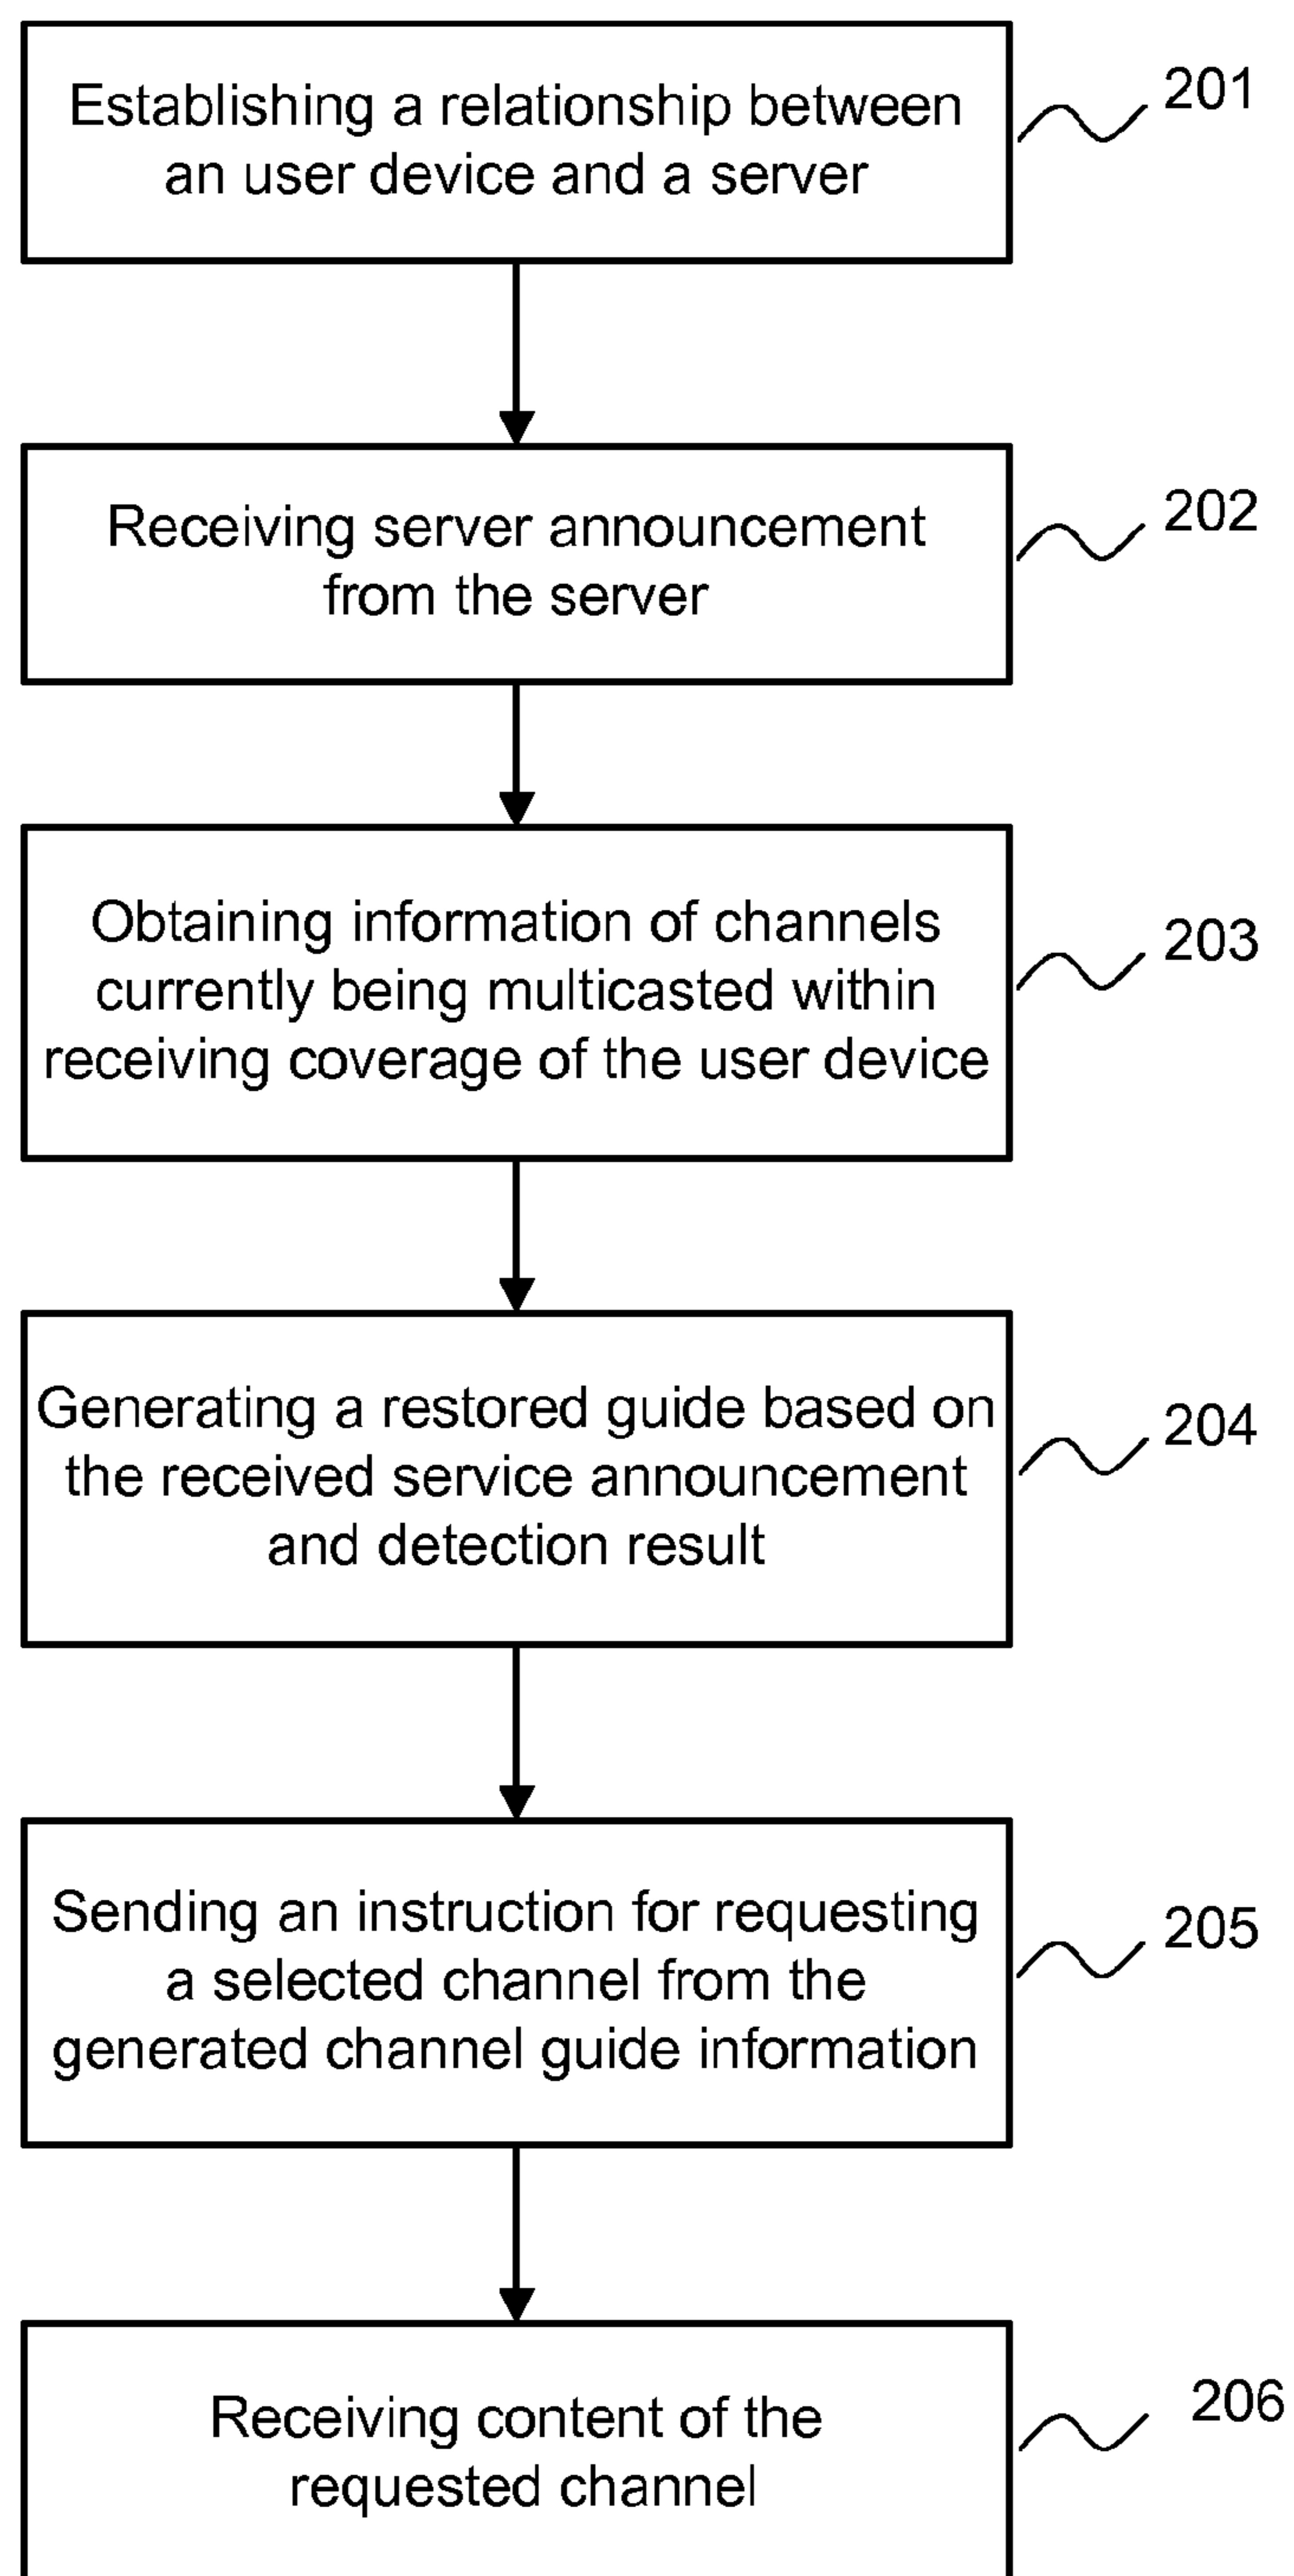 Establishing a relationship between
an user device and a server
201
Receiving server announcement
from the server
202
Obtaining information of channels
currently being multicasted within
receiving coverage of the user device
203
Generating a restored guide based on
the received service announcement
and detection result
204
Sending an instruction for requesting
a selected channel from the
generated channel guide information
205
Receiving content of the
requested channel
206